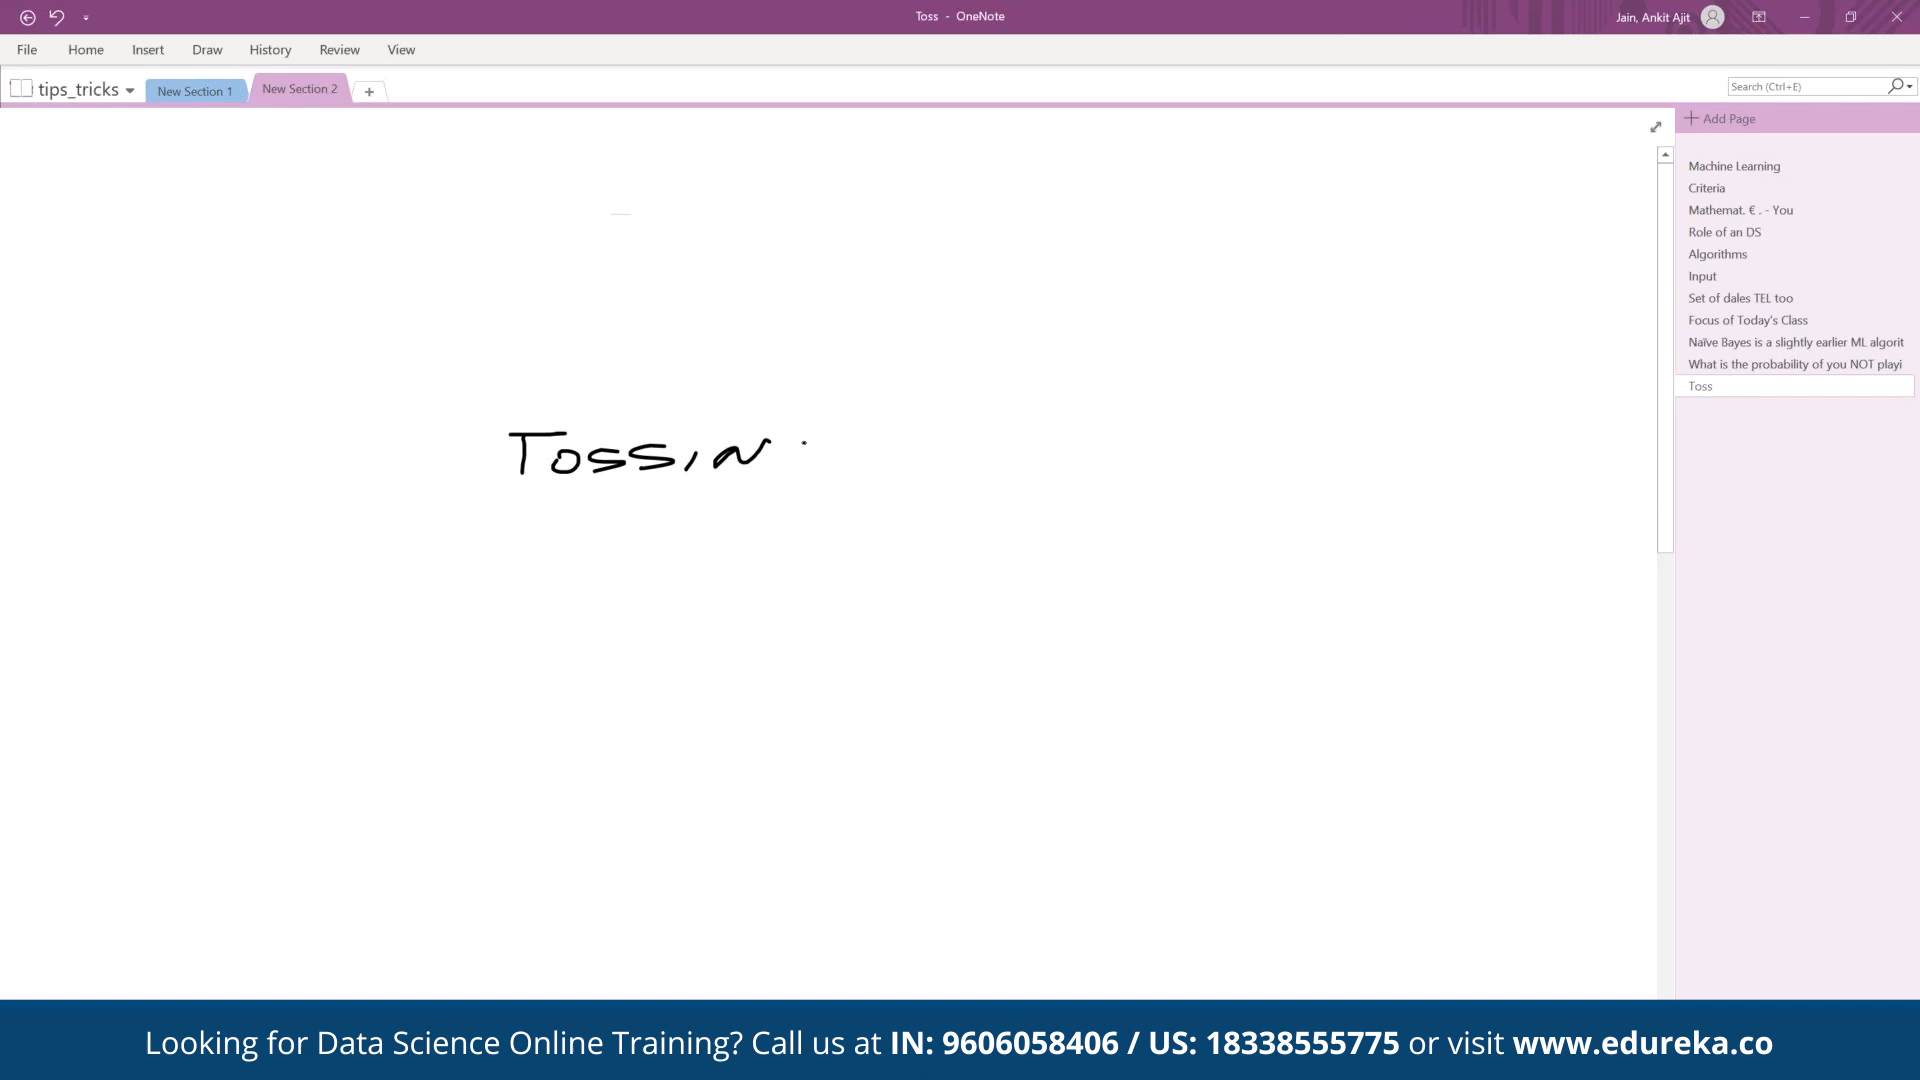 Toss - OneNote
Jain, Ankit Ajit
File Home Insert Draw History Review View
tips_tricks New Section 1 New Section 2 +
Search (Ctrl+E)
Add Page
Machine Learning
Criteria
Mathemat. € . - You
Role of an DS
Algorithms
Input
Set of dales TEL too
Focus of Today's Class
Naïve Bayes is a slightly earlier ML algorit
What is the probability of you NOT playi
Toss
TossiN
Looking for Data Science Online Training? Call us at IN: 9606058406 / US: 18338555775 or visit www.edureka.co